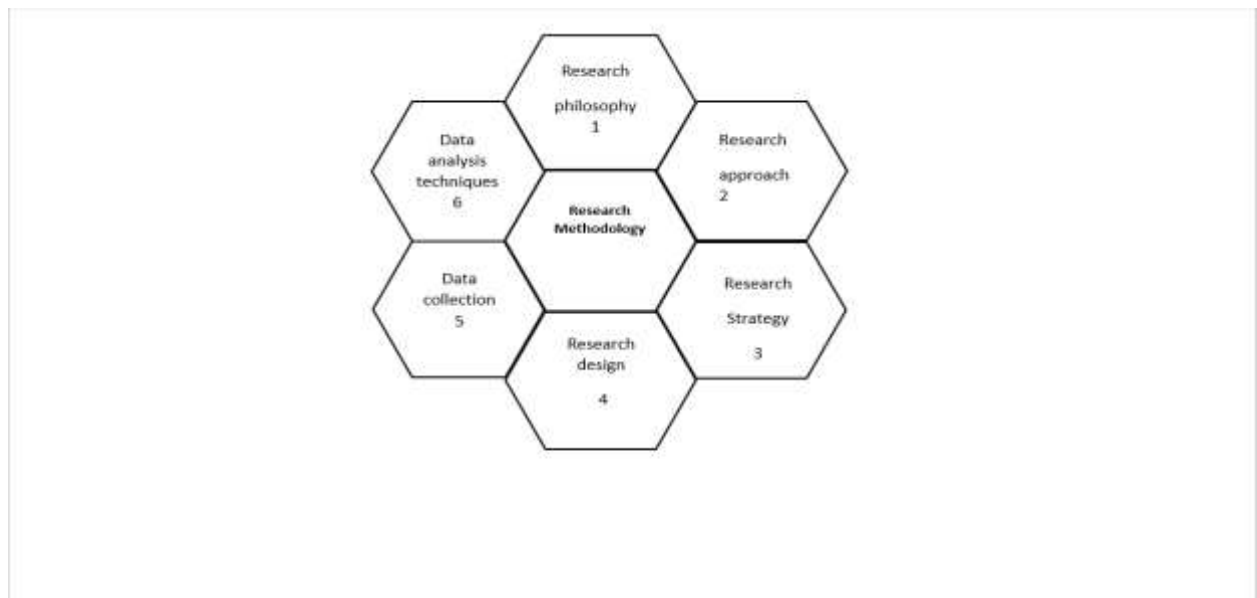 Research
philosophy
1
Research
approach
2
Research
Strategy
3
Research
design
4
Data
collection
5
Data
analysis
techniques
6
Research
Methodology